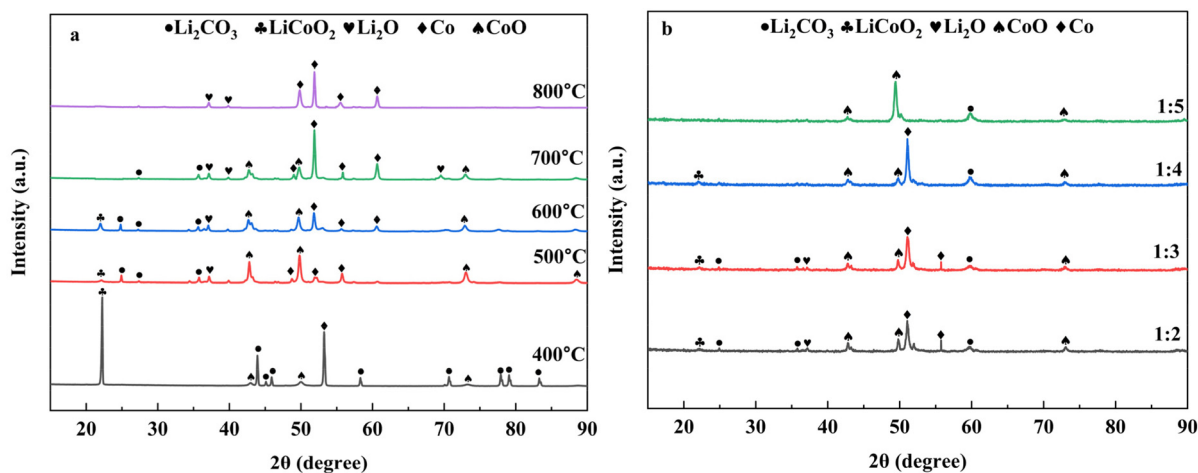 a
●Li₂CO₃ ♣LiCoO₂ ♥Li₂O ♦Co ♠CoO
800°C
700°C
600°C
500°C
400°C
Intensity (a.u.)
20 30 40 50 60 70 80 90
2θ (degree)
b
●Li₂CO₃ ♣LiCoO₂ ♥Li₂O ♠CoO ♦Co
1:5
1:4
1:3
1:2
Intensity (a.u.)
20 30 40 50 60 70 80 90
2θ (degree)